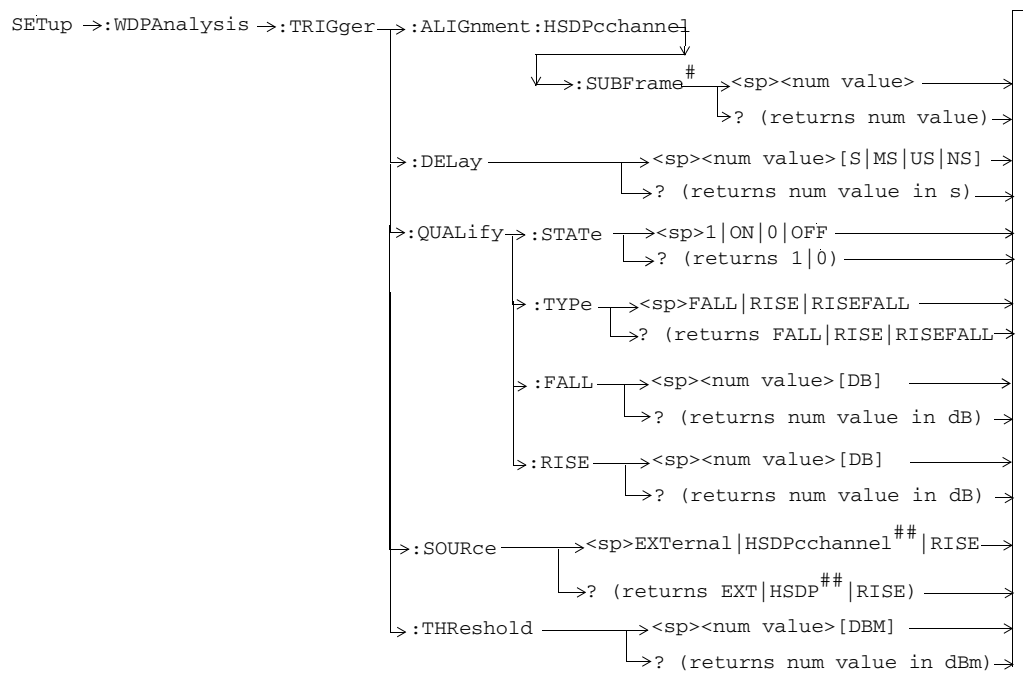 SETup :WDPAnalysis :TRIGger :ALIGnment:HSDPcchannel
:SUBFrame# <sp><num value>
? (returns num value)
:DELay <sp><num value>[S|MS|US|NS]
? (returns num value in s)
:QUALify :STATe <sp>1|ON|0|OFF
? (returns 1|0)
:TYPe <sp>FALL|RISE|RISEFALL
? (returns FALL|RISE|RISEFALL
:FALL <sp><num value>[DB]
? (returns num value in dB)
:RISE <sp><num value>[DB]
? (returns num value in dB)
:SOURce <sp>EXTernal|HSDPcchannel##|RISE
? (returns EXT|HSDP##|RISE)
:THReshold <sp><num value>[DBM]
? (returns num value in dBm)